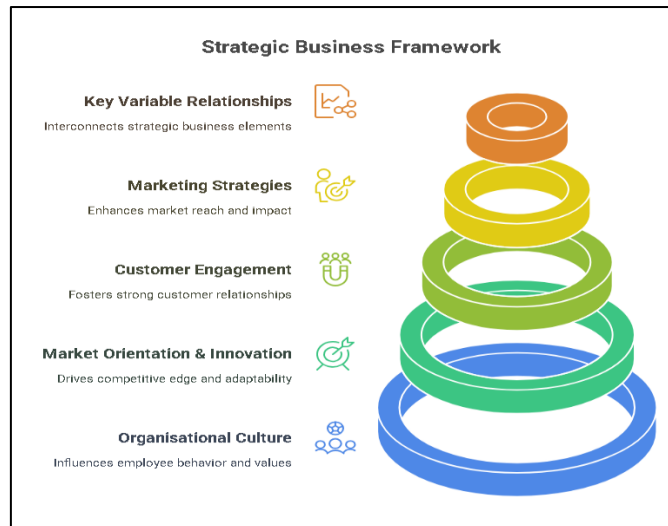 Strategic Business Framework
Key Variable Relationships
Interconnects strategic business elements
Marketing Strategies
Enhances market reach and impact
Customer Engagement
Fosters strong customer relationships
Market Orientation & Innovation
Drives competitive edge and adaptability
Organisational Culture
Influences employee behavior and values